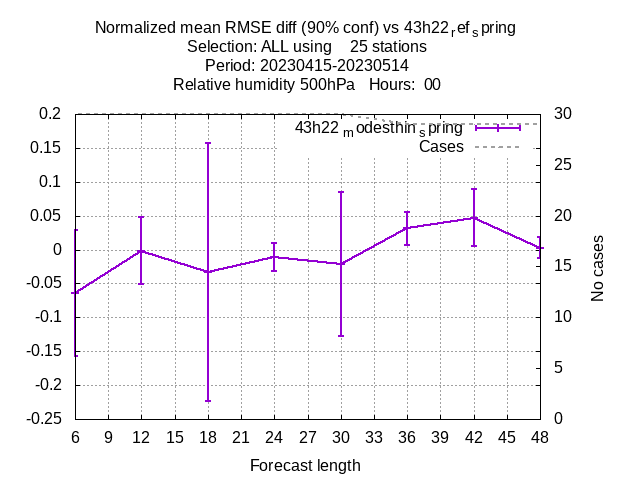 Normalized mean RMSE diff (90% conf) vs 43h22ᵣefₛpring
Selection: ALL using 25 stations
Period: 20230415-20230514
Relative humidity 500hPa Hours: 00
0.2
0.15
0.1
0.05
0
-0.05
-0.1
-0.15
-0.2
-0.25
43h22ₘodesthinₛpring
Cases
30
25
20
15
10
5
0
No cases
6 9 12 15 18 21 24 27 30 33 36 39 42 45 48
Forecast length